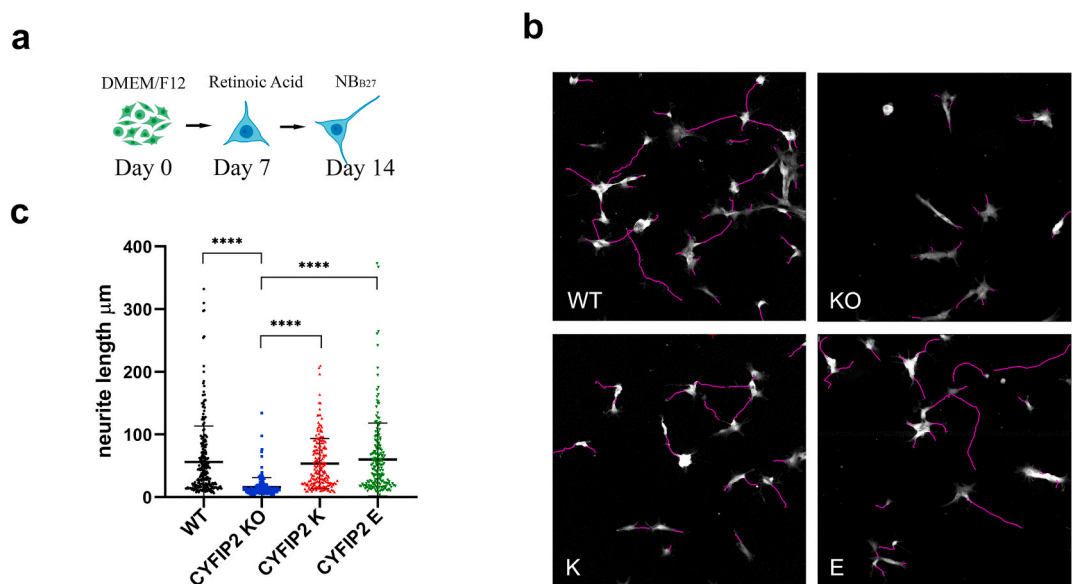 a
DMEM/F12 Retinoic Acid NBB27
Day 0 Day 7 Day 14
b
WT
KO
K
E
c
****
****
****
neurite length μm
400
300
200
100
0
WT
CYFIP2 KO
CYFIP2 K
CYFIP2 E